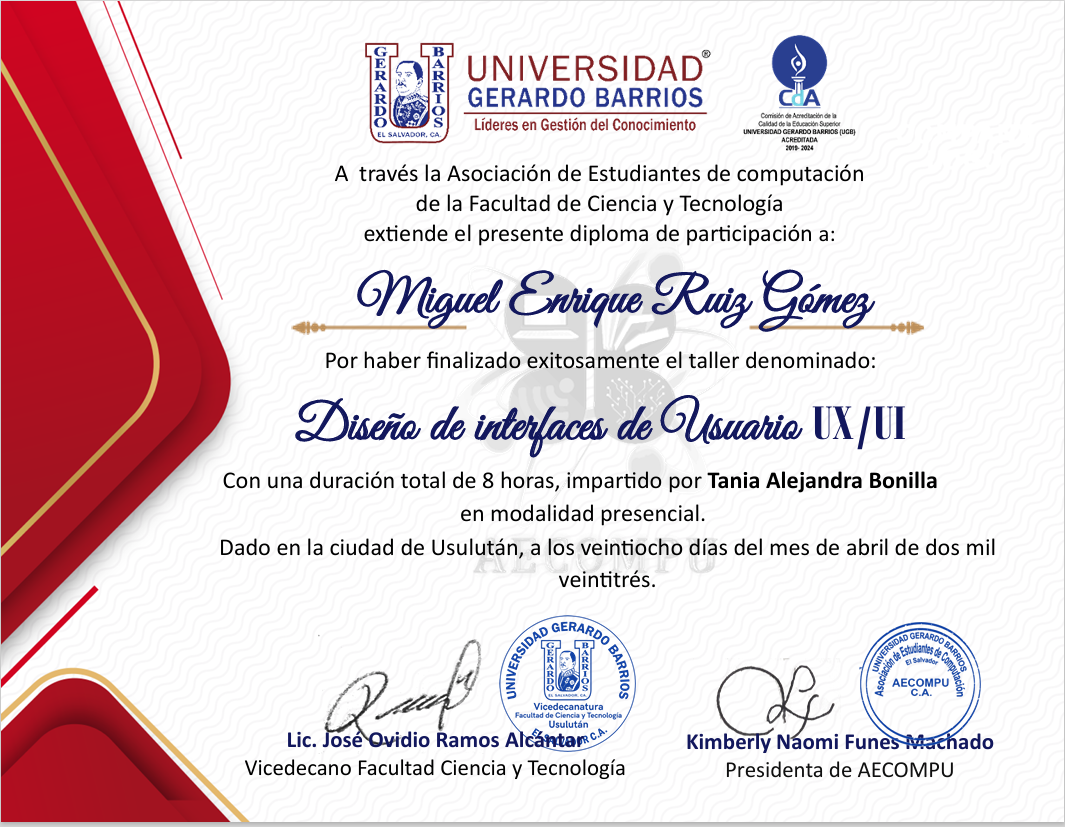 GERARDO
BARRIOS
EL SALVADOR, CA.
UNIVERSIDAD®
GERARDO BARRIOS
Líderes en Gestión del Conocimiento
CdA
Comisión de Acreditación de la
Calidad de la Educación Superior
UNIVERSIDAD GERARDO BARRIOS (UGB)
ACREDITADA
2019- 2024
A través la Asociación de Estudiantes de computación
de la Facultad de Ciencia y Tecnología
extiende el presente diploma de participación a:
Miguel Enrique Ruiz Gómez
Por haber finalizado exitosamente el taller denominado:
Diseño de interfaces de Usuario UX/UI
Con una duración total de 8 horas, impartido por Tania Alejandra Bonilla
en modalidad presencial.
AECOMPU
Dado en la ciudad de Usulután, a los veintiocho días del mes de abril de dos mil
veintitrés.
UNIVERSIDAD GERARDO BARRIOS
GERARDO
BARRIOS
EL SALVADOR, CA.
Vicedecanatura
Facultad de Ciencia y Tecnología
Usulután
EL SALVADOR C.A.
UNIVERSIDAD GERARDO BARRIOS
Asociación de Estudiantes de Computación
El Salvador
AECOMPU
C.A.
Lic. José Ovidio Ramos Alcántar
Vicedecano Facultad Ciencia y Tecnología
Kimberly Naomi Funes Machado
Presidenta de AECOMPU